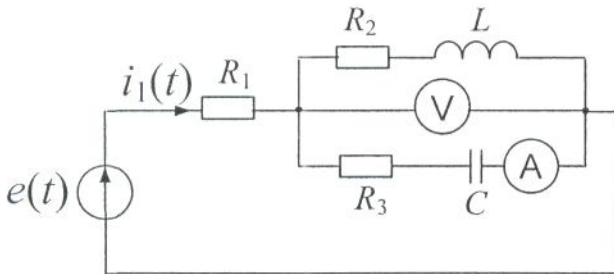 R₂ L
i₁(t) R₁
V
e(t)
R₃ C A